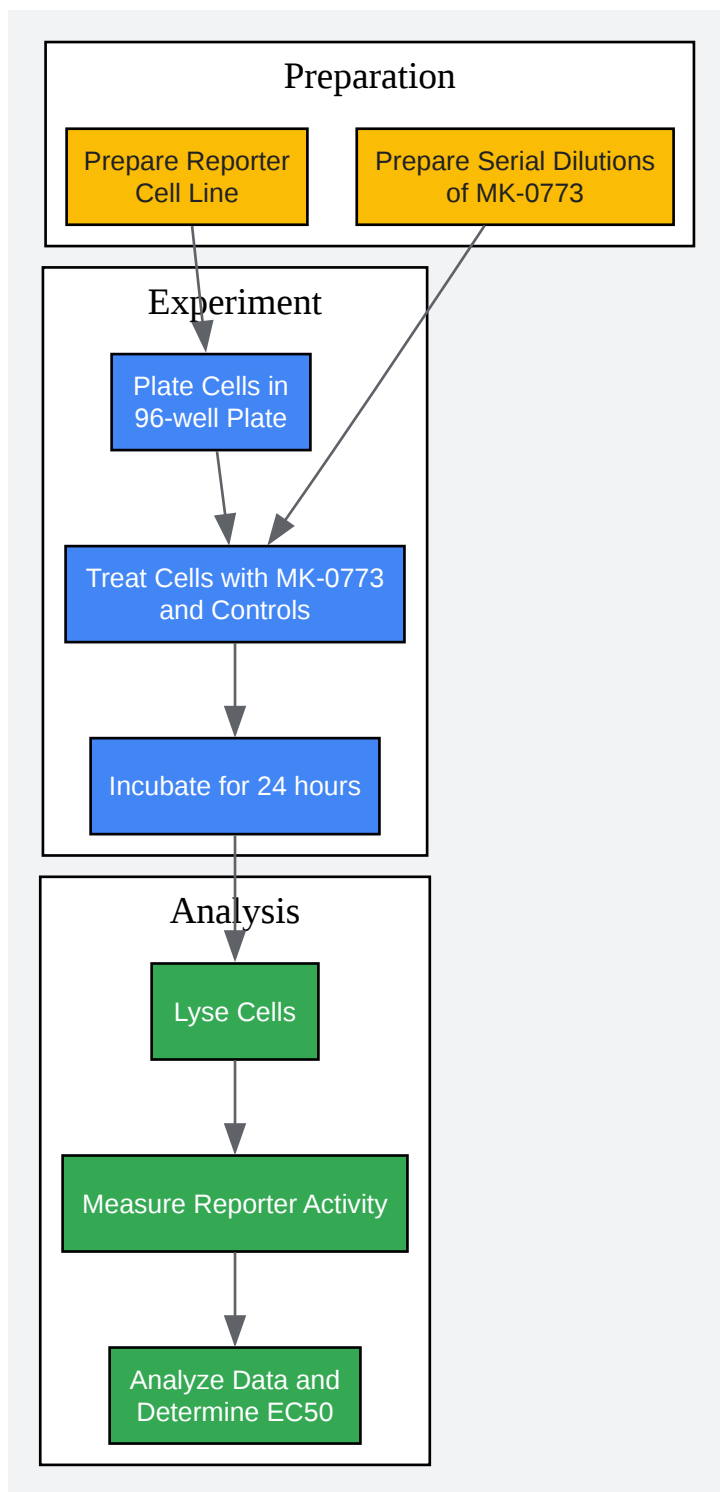 Preparation
Prepare Reporter
Cell Line
Prepare Serial Dilutions
of MK-0773
Experiment
Plate Cells in
96-well Plate
Treat Cells with MK-0773
and Controls
Incubate for 24 hours
Analysis
Lyse Cells
Measure Reporter Activity
Analyze Data and
Determine EC50